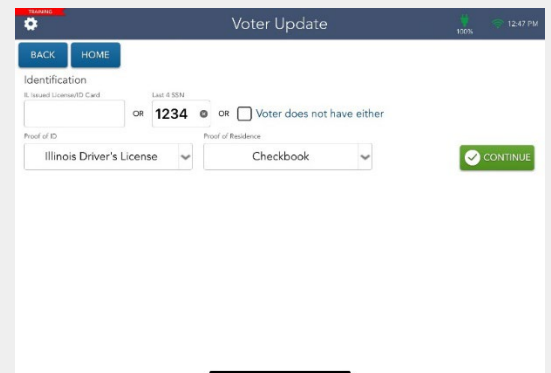 TRAINING
Voter Update
100%
12:47 PM
BACK HOME
Identification
IL Issued License/ID Card Last 4 SSN
OR 1234 OR Voter does not have either
Proof of ID Proof of Residence
Illinois Driver's License Checkbook CONTINUE